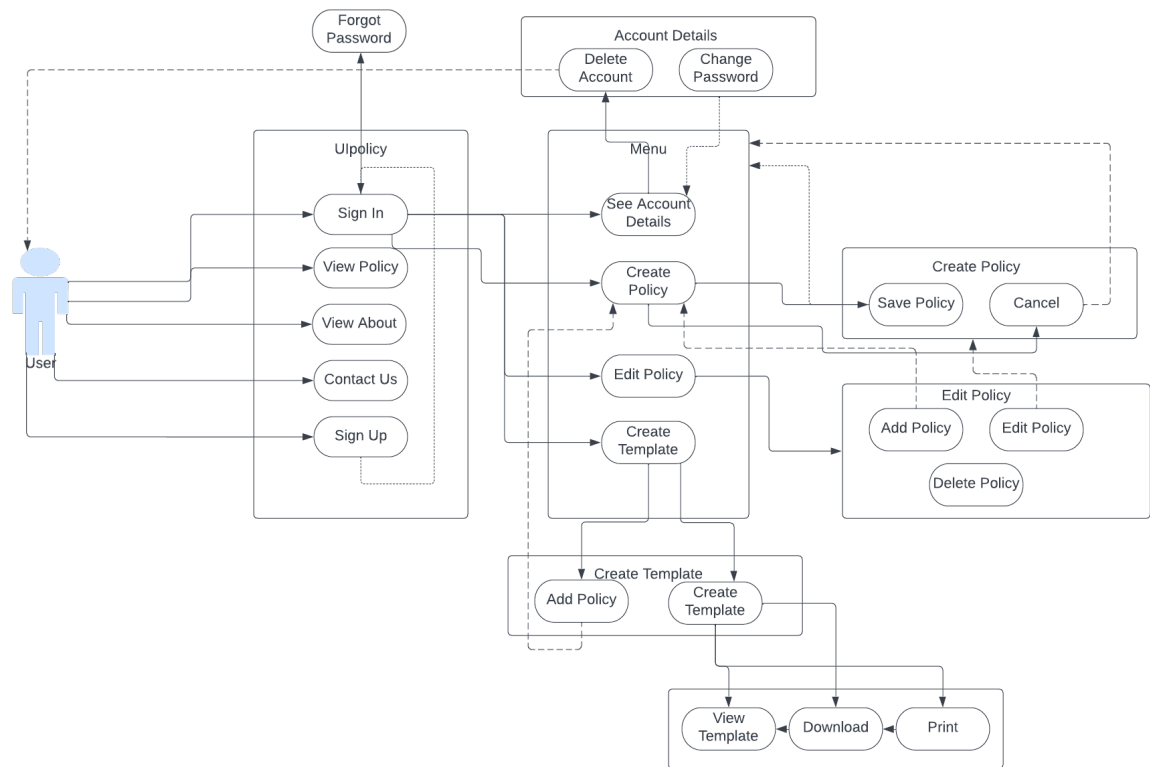 Forgot
Password
Account Details
Delete
Account
Change
Password
UIpolicy
Menu
Sign In
See Account
Details
View Policy
Create
Policy
Create Policy
Save Policy
Cancel
View About
User
Contact Us
Edit Policy
Edit Policy
Add Policy
Edit Policy
Sign Up
Create
Template
Delete Policy
Create Template
Add Policy
Create
Template
View
Template
Download
Print